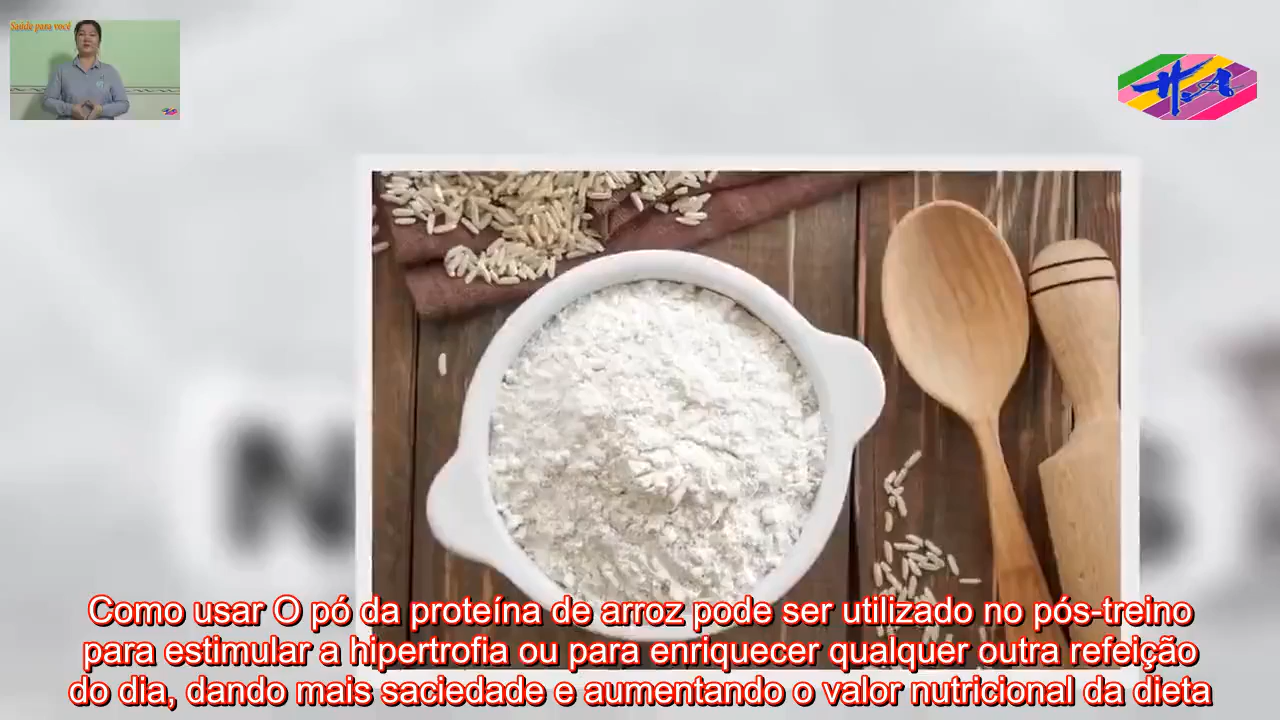 Saúde para você
H.A
Como usar O pó da proteína de arroz pode ser utilizado no pós-treino
para estimular a hipertrofia ou para enriquecer qualquer outra refeição
do dia, dando mais saciedade e aumentando o valor nutricional da dieta